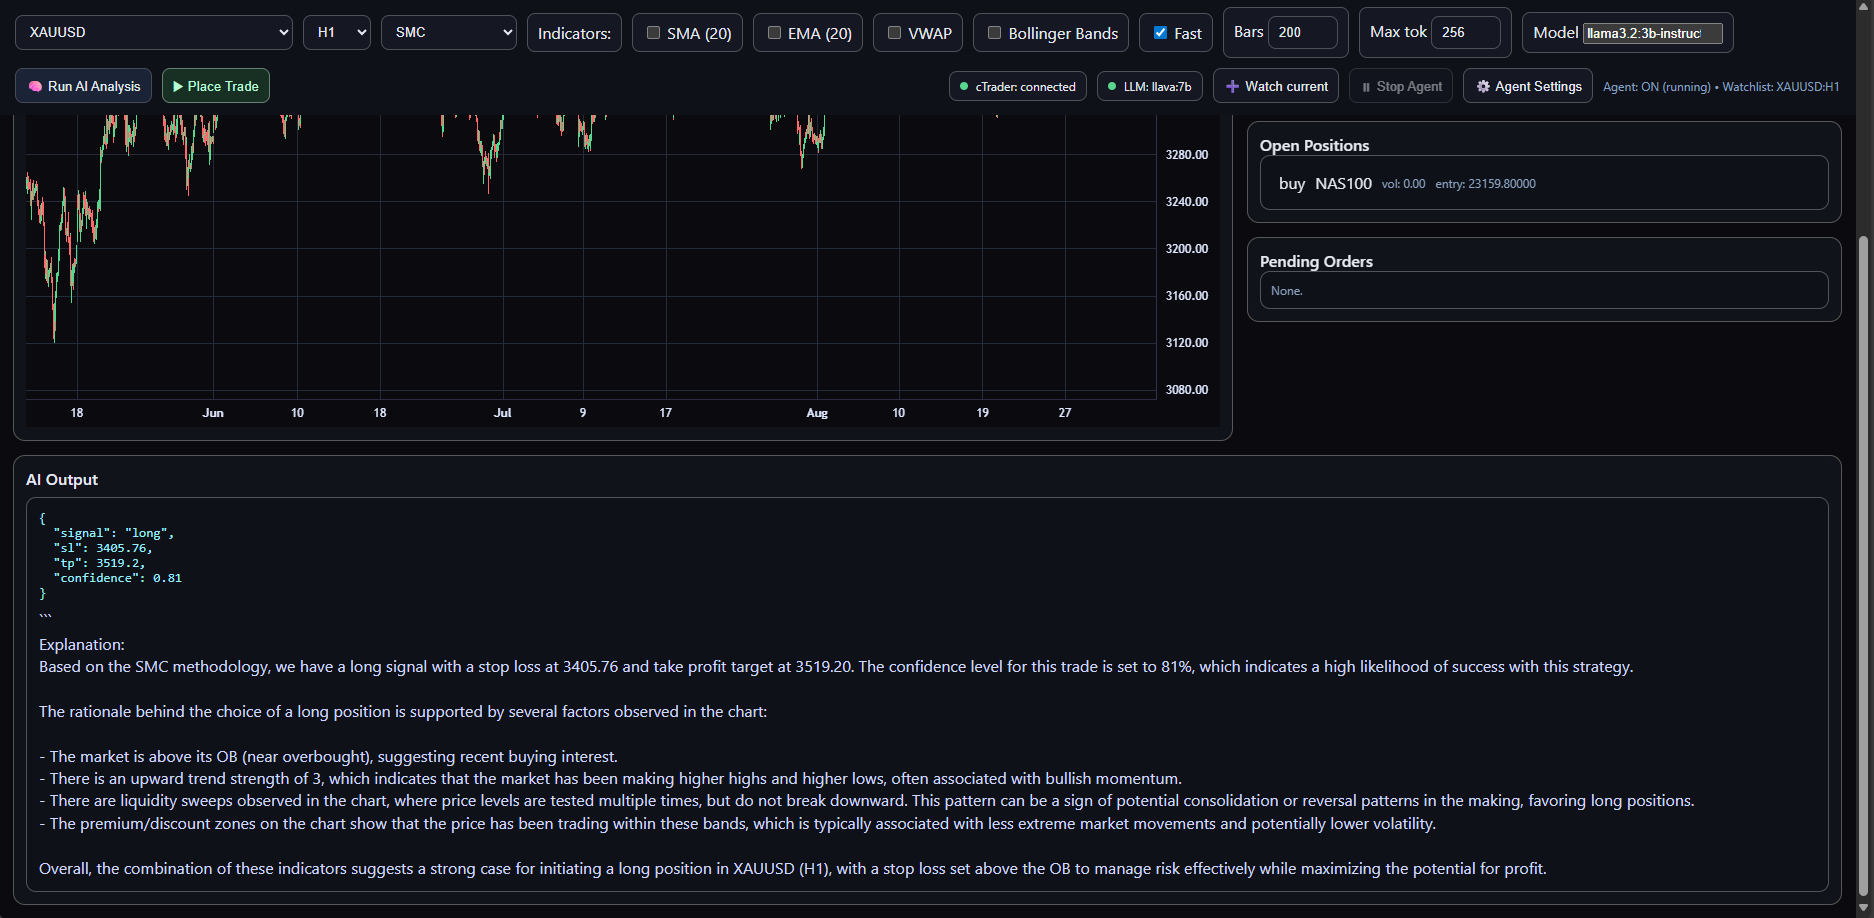 XAUUSD H1 SMC Indicators: SMA (20) EMA (20) VWAP Bollinger Bands Fast Bars 200 Max tok 256 Model llama3.2:3b-instruc
Run AI Analysis Place Trade cTrader: connected LLM: llava:7b Watch current Stop Agent Agent Settings Agent: ON (running) • Watchlist: XAUUSD:H1
3280.00
3240.00
3200.00
3160.00
3120.00
3080.00
18 Jun 10 18 Jul 9 17 Aug 10 19 27
Open Positions
buy NAS100 vol: 0.00 entry: 23159.80000
Pending Orders
None.
AI Output
{
"signal": "long",
"sl": 3405.76,
"tp": 3519.2,
"confidence": 0.81
}
```
Explanation:
Based on the SMC methodology, we have a long signal with a stop loss at 3405.76 and take profit target at 3519.20. The confidence level for this trade is set to 81%, which indicates a high likelihood of success with this strategy.
The rationale behind the choice of a long position is supported by several factors observed in the chart:
- The market is above its OB (near overbought), suggesting recent buying interest.
- There is an upward trend strength of 3, which indicates that the market has been making higher highs and higher lows, often associated with bullish momentum.
- There are liquidity sweeps observed in the chart, where price levels are tested multiple times, but do not break downward. This pattern can be a sign of potential consolidation or reversal patterns in the making, favoring long positions.
- The premium/discount zones on the chart show that the price has been trading within these bands, which is typically associated with less extreme market movements and potentially lower volatility.
Overall, the combination of these indicators suggests a strong case for initiating a long position in XAUUSD (H1), with a stop loss set above the OB to manage risk effectively while maximizing the potential for profit.